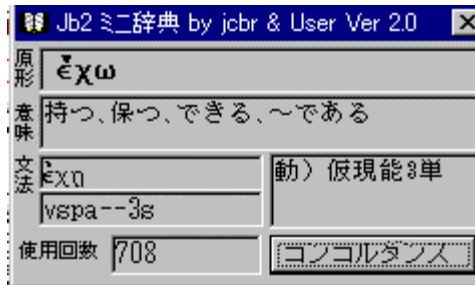 Jb2 ミニ辞典 by jcbr & User Ver 2.0
原形 ἔχω
意味 持つ、保つ、できる、～である
文法 ἔχῃ 動) 仮現能3単
vspa--3s
使用回数 708 コンコルダンス